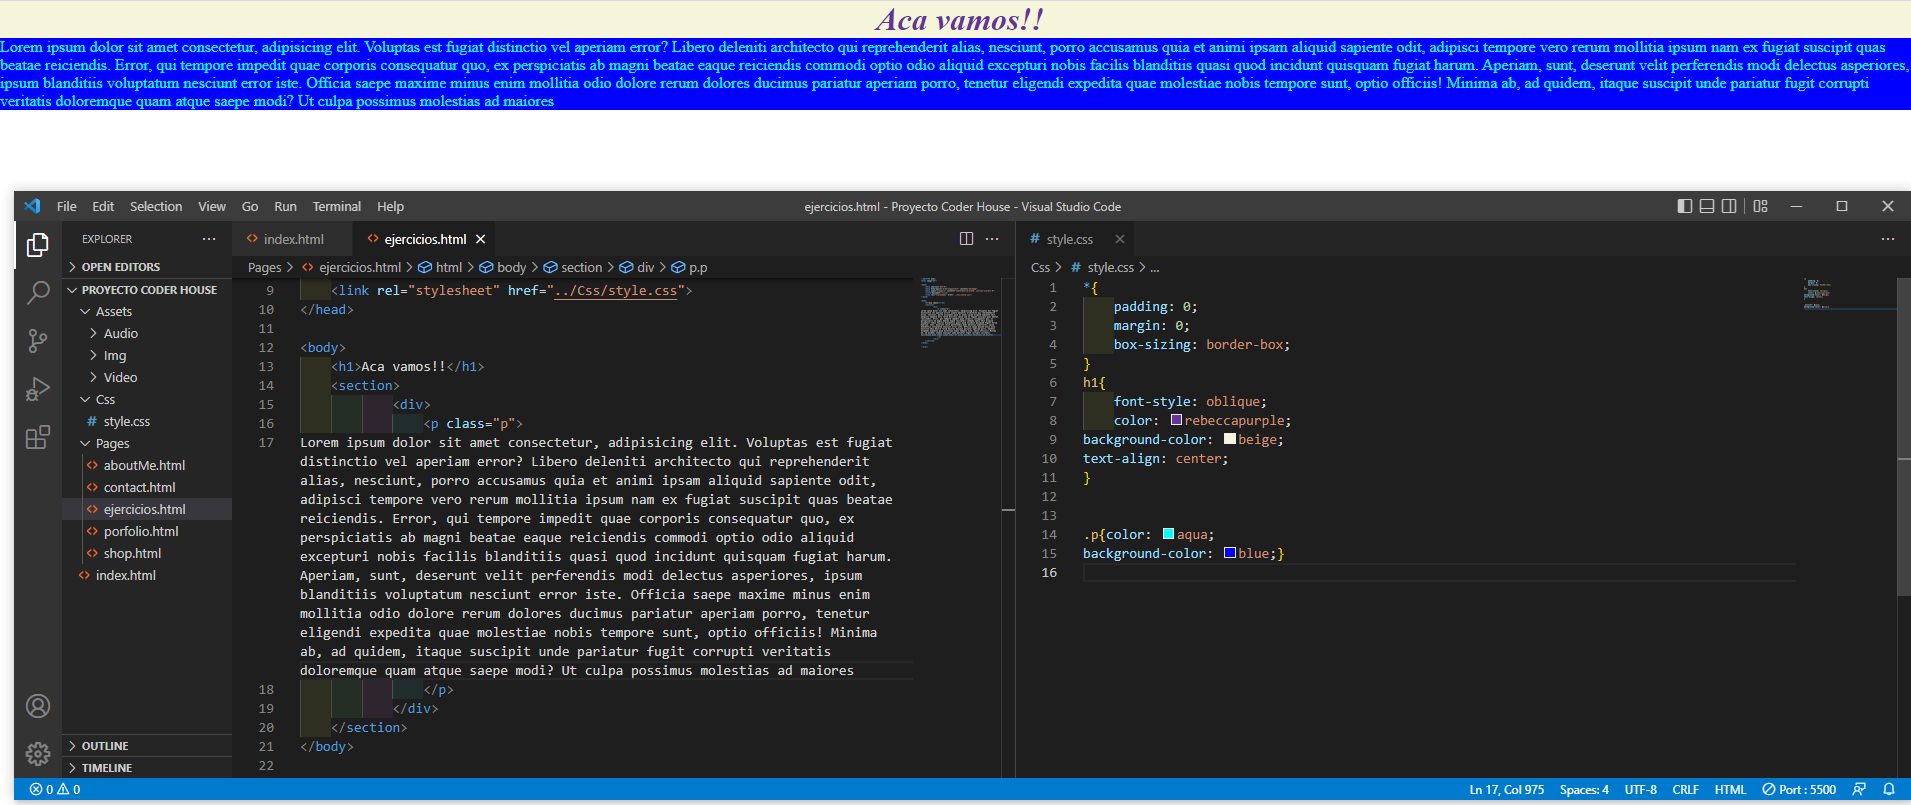 Aca vamos!!
Lorem ipsum dolor sit amet consectetur, adipisicing elit. Voluptas est fugiat distinctio vel aperiam error? Libero deleniti architecto qui reprehenderit alias, nesciunt, porro accusamus quia et animi ipsam aliquid sapiente odit, adipisci tempore vero rerum mollitia ipsum nam ex fugiat suscipit quas
beatae reiciendis. Error, qui tempore impedit quae corporis consequatur quo, ex perspiciatis ab magni beatae eaque reiciendis commodi optio odio aliquid excepturi nobis facilis blanditiis quasi quod incidunt quisquam fugiat harum. Aperiam, sunt, deserunt velit perferendis modi delectus asperiores,
ipsum blanditiis voluptatum nesciunt error iste. Officia saepe maxime minus enim mollitia odio dolore rerum dolores ducimus pariatur aperiam porro, tenetur eligendi expedita quae molestiae nobis tempore sunt, optio officiis! Minima ab, ad quidem, itaque suscipit unde pariatur fugit corrupti
veritatis doloremque quam atque saepe modi? Ut culpa possimus molestias ad maiores
File Edit Selection View Go Run Terminal Help
ejercicios.html - Proyecto Coder House - Visual Studio Code
EXPLORER
OPEN EDITORS
PROYECTO CODER HOUSE
Assets
Audio
Img
Video
Css
style.css
Pages
aboutMe.html
contact.html
ejercicios.html
porfolio.html
shop.html
index.html
OUTLINE
TIMELINE
index.html ejercicios.html
Pages > ejercicios.html > html > body > section > div > p.p
9 <link rel="stylesheet" href="../Css/style.css">
10 </head>
11
12 <body>
13 <h1>Aca vamos!!</h1>
14 <section>
15 <div>
16 <p class="p">
17 Lorem ipsum dolor sit amet consectetur, adipisicing elit. Voluptas est fugiat
distinctio vel aperiam error? Libero deleniti architecto qui reprehenderit
alias, nesciunt, porro accusamus quia et animi ipsam aliquid sapiente odit,
adipisci tempore vero rerum mollitia ipsum nam ex fugiat suscipit quas beatae
reiciendis. Error, qui tempore impedit quae corporis consequatur quo, ex
perspiciatis ab magni beatae eaque reiciendis commodi optio odio aliquid
excepturi nobis facilis blanditiis quasi quod incidunt quisquam fugiat harum.
Aperiam, sunt, deserunt velit perferendis modi delectus asperiores, ipsum
blanditiis voluptatum nesciunt error iste. Officia saepe maxime minus enim
mollitia odio dolore rerum dolores ducimus pariatur aperiam porro, tenetur
eligendi expedita quae molestiae nobis tempore sunt, optio officiis! Minima
ab, ad quidem, itaque suscipit unde pariatur fugit corrupti veritatis
doloremque quam atque saepe modi? Ut culpa possimus molestias ad maiores
18 </p>
19 </div>
20 </section>
21 </body>
22
# style.css
Css > # style.css > ...
1 *{
2 padding: 0;
3 margin: 0;
4 box-sizing: border-box;
5 }
6 h1{
7 font-style: oblique;
8 color: rebeccapurple;
9 background-color: beige;
10 text-align: center;
11 }
12
13
14 .p{color: aqua;
15 background-color: blue;}
16
0 0
Ln 17, Col 975 Spaces: 4 UTF-8 CRLF HTML Port : 5500